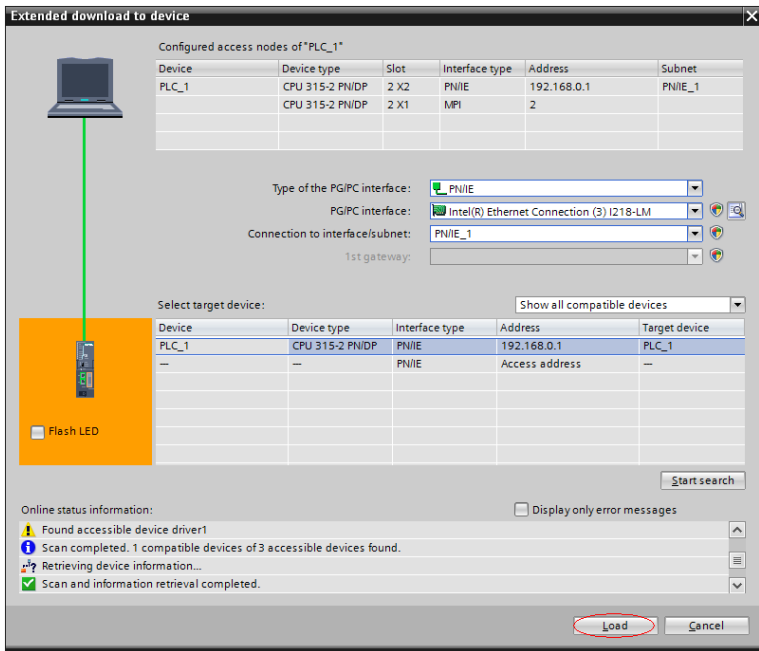 Extended download to device
Configured access nodes of "PLC_1"
Device Device type Slot Interface type Address Subnet
PLC_1 CPU 315-2 PN/DP 2 X2 PN/IE 192.168.0.1 PN/IE_1
CPU 315-2 PN/DP 2 X1 MPI 2
Type of the PG/PC interface: PN/IE
PG/PC interface: Intel(R) Ethernet Connection (3) I218-LM
Connection to interface/subnet: PN/IE_1
1st gateway:
Select target device: Show all compatible devices
Device Device type Interface type Address Target device
PLC_1 CPU 315-2 PN/DP PN/IE 192.168.0.1 PLC_1
— — PN/IE Access address —
Flash LED
Start search
Online status information: Display only error messages
Found accessible device driver1
Scan completed. 1 compatible devices of 3 accessible devices found.
Retrieving device information...
Scan and information retrieval completed.
Load Cancel